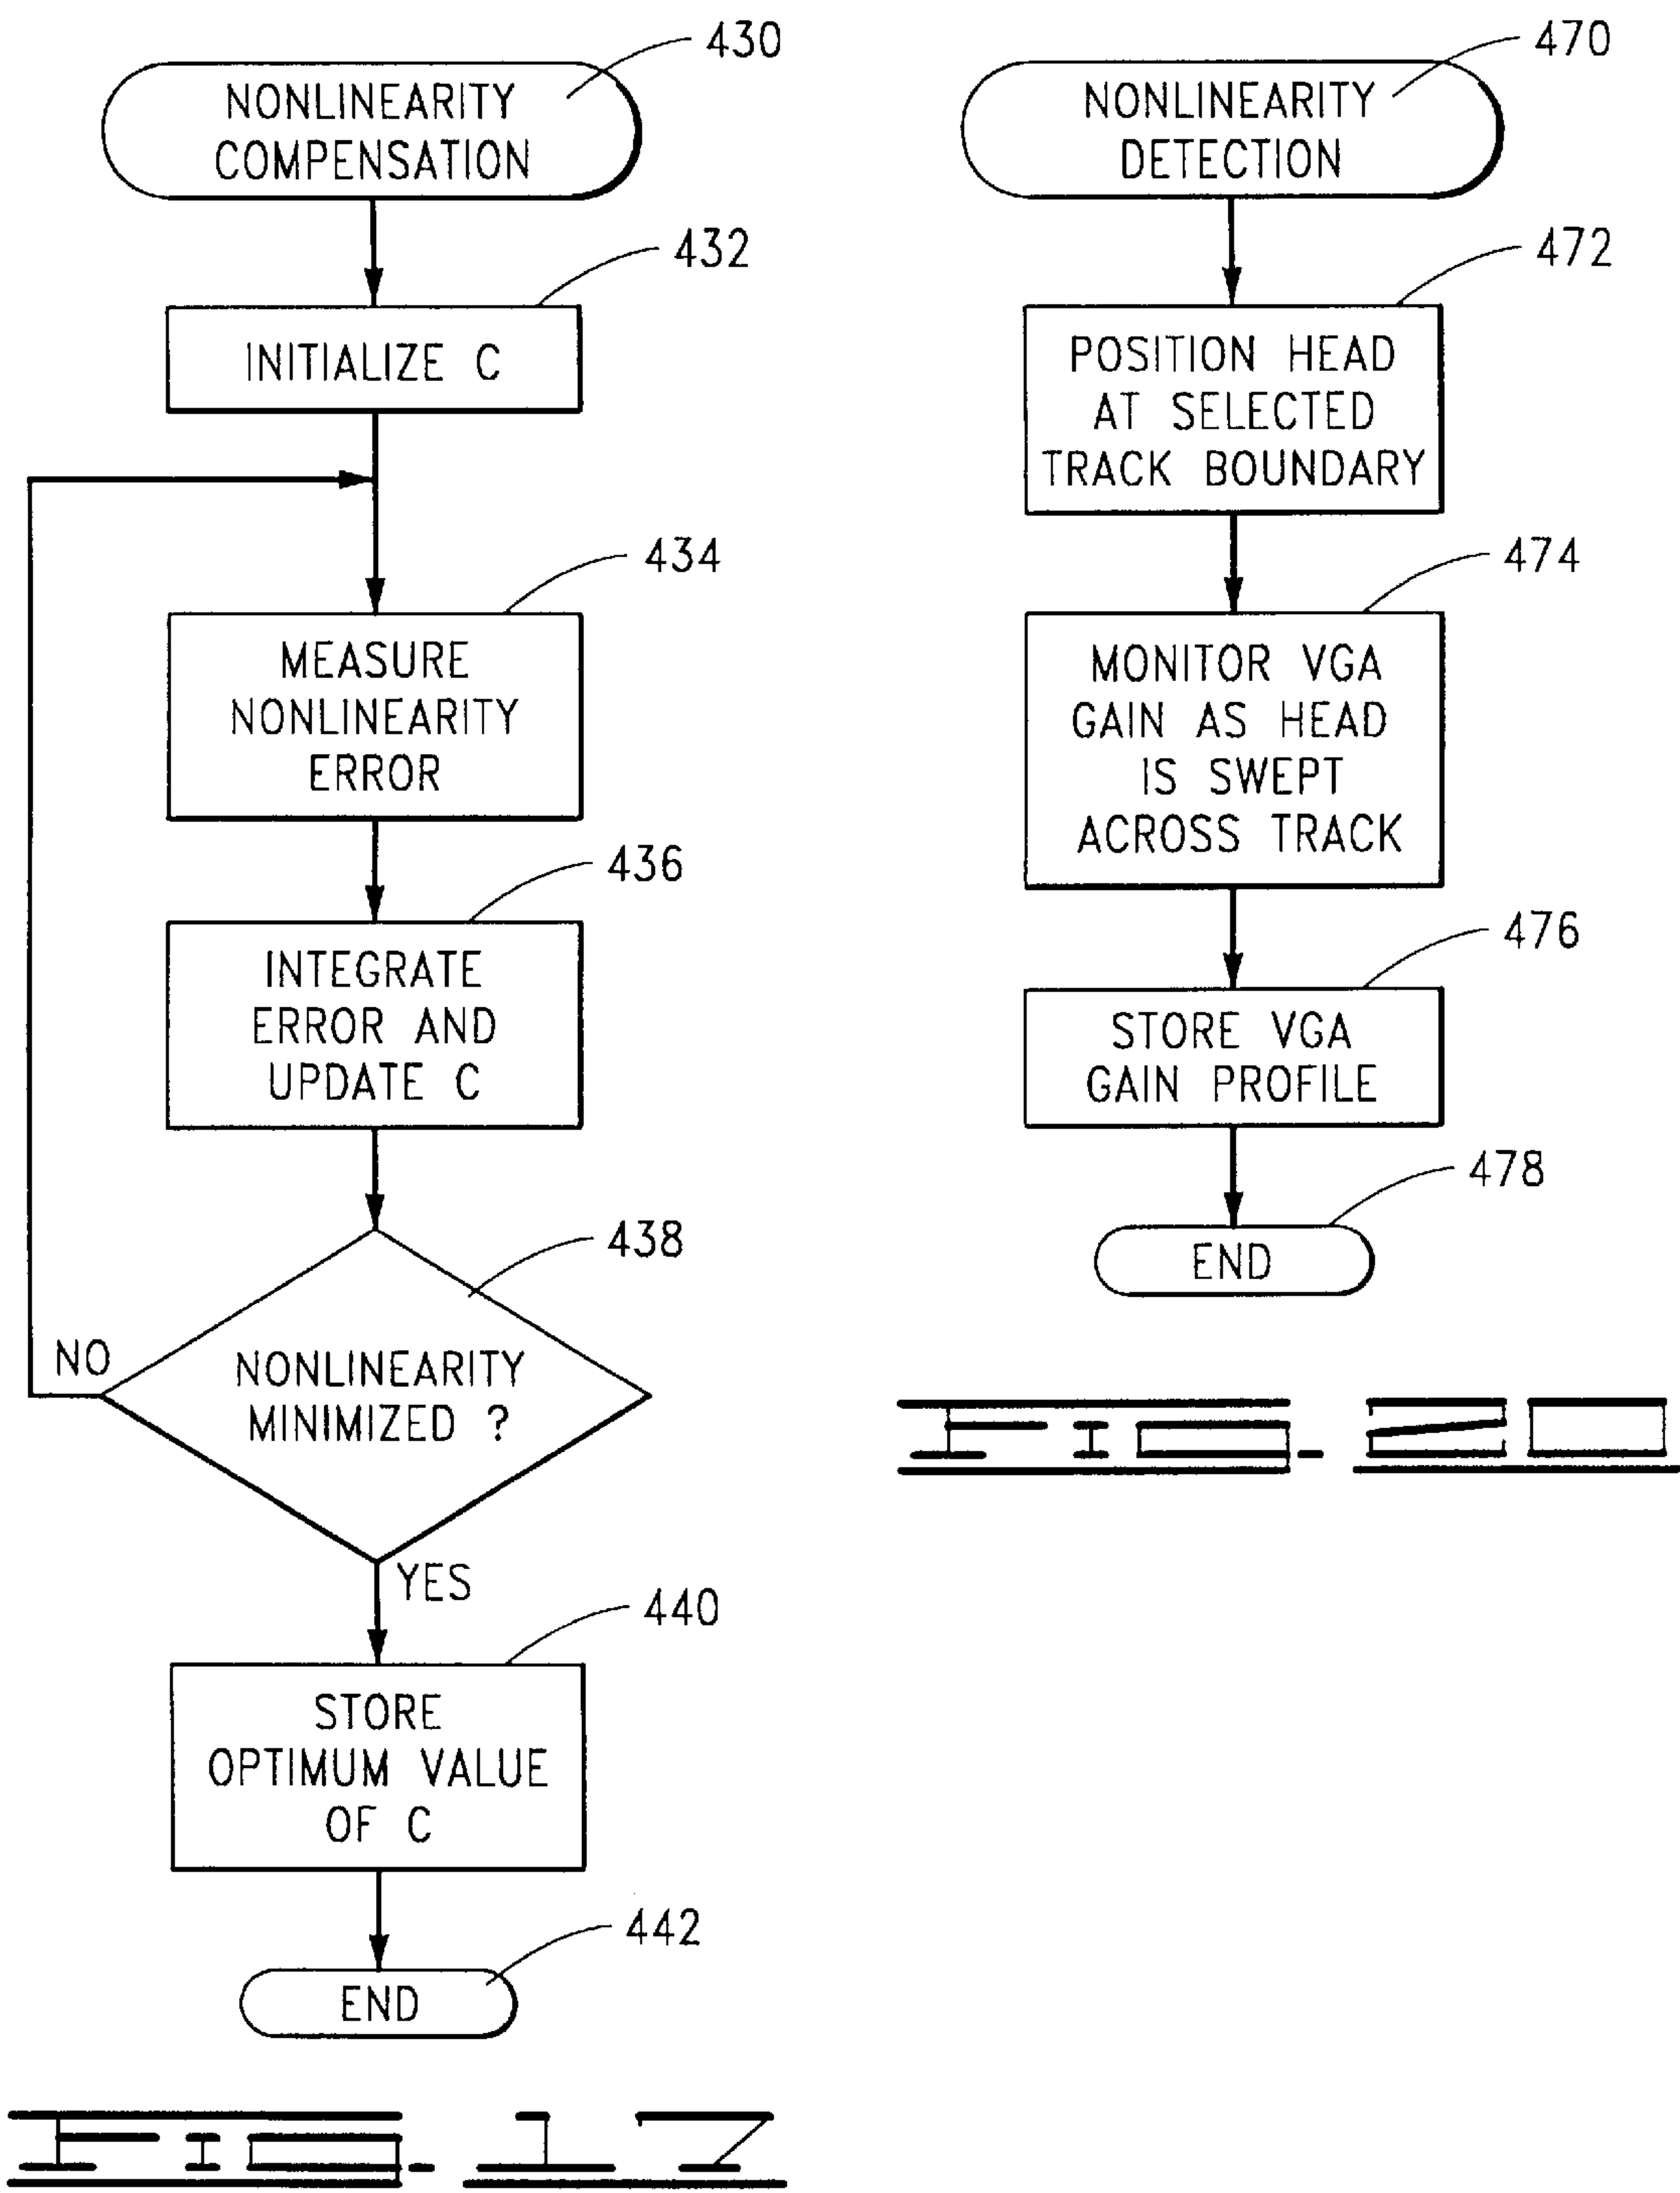 430
NONLINEARITY
COMPENSATION
432
INITIALIZE C
434
MEASURE
NONLINEARITY
ERROR
436
INTEGRATE
ERROR AND
UPDATE C
438
NO
NONLINEARITY
MINIMIZED ?
YES
440
STORE
OPTIMUM VALUE
OF C
442
END
FIG. 17
470
NONLINEARITY
DETECTION
472
POSITION HEAD
AT SELECTED
TRACK BOUNDARY
474
MONITOR VGA
GAIN AS HEAD
IS SWEPT
ACROSS TRACK
476
STORE VGA
GAIN PROFILE
478
END
FIG. 20